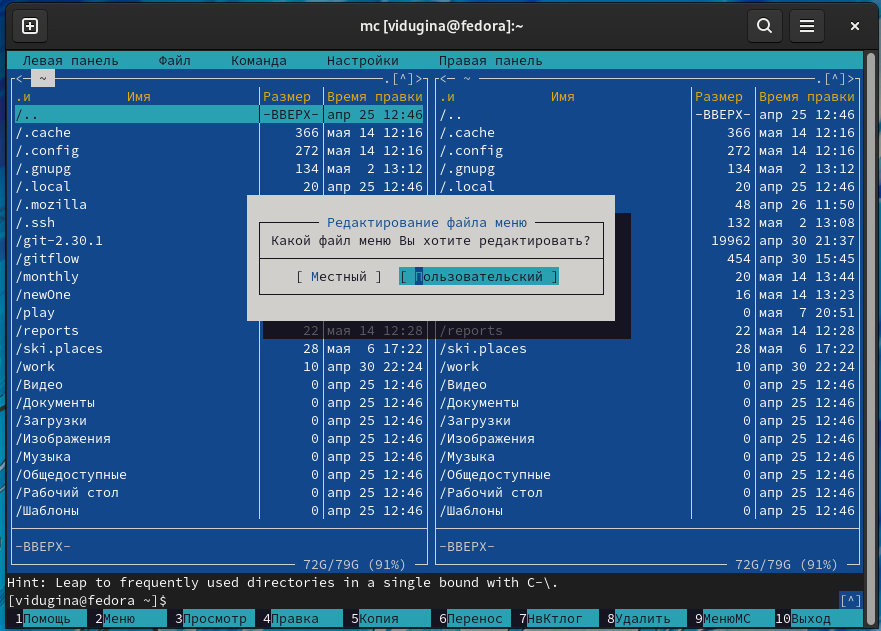 mc [vidugina@fedora]:~
Левая панель Файл Команда Настройки Правая панель
<─ ~ .[^]> <─ ~ .[^]>
.и Имя Размер Время правки .и Имя Размер Время правки
/.. -ВВЕРХ- апр 25 12:46 /.. -ВВЕРХ- апр 25 12:46
/.cache 366 мая 14 12:16 /.cache 366 мая 14 12:16
/.config 272 мая 14 12:16 /.config 272 мая 14 12:16
/.gnupg 134 мая 2 13:12 /.gnupg 134 мая 2 13:12
/.local 20 апр 25 12:46 /.local 20 апр 25 12:46
/.mozilla 48 апр 26 11:50
/.ssh Редактирование файла меню 132 мая 2 13:08
/git-2.30.1 Какой файл меню Вы хотите редактировать? 19962 апр 30 21:37
/gitflow 454 апр 30 15:45
/monthly [ Местный ] [ Пользовательский ] 20 мая 14 13:44
/newOne 16 мая 14 13:23
/play 0 мая 7 20:51
/reports 22 мая 14 12:28 /reports 22 мая 14 12:28
/ski.places 28 мая 6 17:22 /ski.places 28 мая 6 17:22
/work 10 апр 30 22:24 /work 10 апр 30 22:24
/Видео 0 апр 25 12:46 /Видео 0 апр 25 12:46
/Документы 0 апр 25 12:46 /Документы 0 апр 25 12:46
/Загрузки 0 апр 25 12:46 /Загрузки 0 апр 25 12:46
/Изображения 0 апр 25 12:46 /Изображения 0 апр 25 12:46
/Музыка 0 апр 25 12:46 /Музыка 0 апр 25 12:46
/Общедоступные 0 апр 25 12:46 /Общедоступные 0 апр 25 12:46
/Рабочий стол 0 апр 25 12:46 /Рабочий стол 0 апр 25 12:46
/Шаблоны 0 апр 25 12:46 /Шаблоны 0 апр 25 12:46
-ВВЕРХ- -ВВЕРХ-
72G/79G (91%) 72G/79G (91%)
Hint: Leap to frequently used directories in a single bound with C-\.
[vidugina@fedora ~]$ [^]
1Помощь 2Меню 3Просмотр 4Правка 5Копия 6Перенос 7НвКтлог 8Удалить 9МенюMC 10Выход